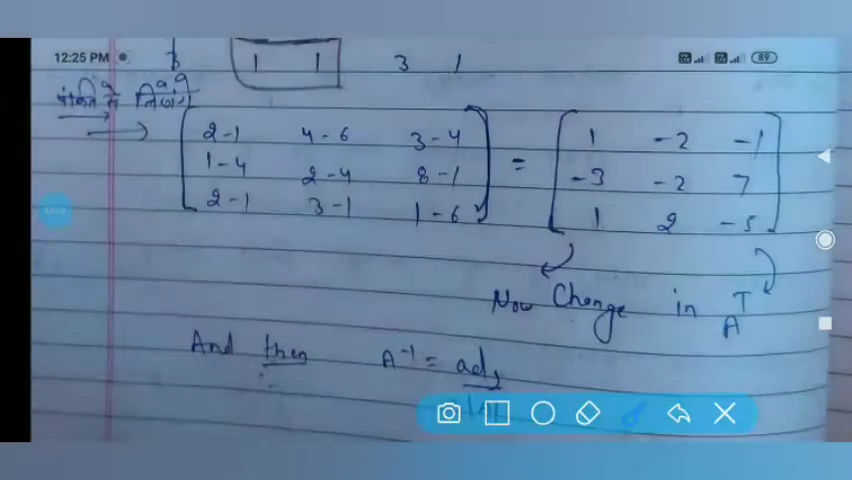 12:25 PM 89
1 1 3 1
2-1 4-6 3-4 1 -2 -1
1-4 2-4 8-1 = -3 -2 7
2-1 3-1 1-6 1 2 -5
Now Change in Aᵀ
And then A⁻¹ = adj
|A|